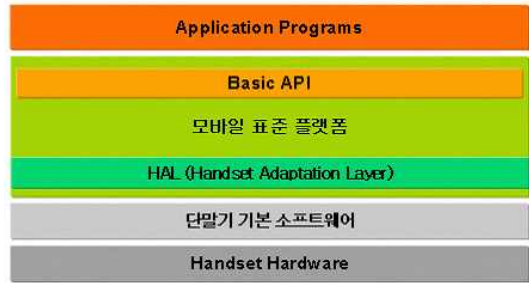 Application Programs
Basic API
모바일 표준 플랫폼
HAL (Handset Adaptation Layer)
단말기 기본 소프트웨어
Handset Hardware